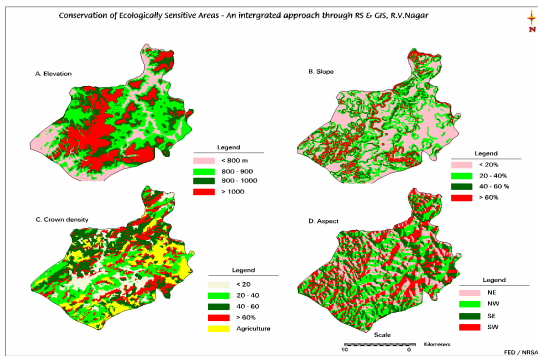 Conservation of Ecologically Sensitive Areas - An intergrated approach through RS & GIS, R.V.Nagar
N
A. Elevation
Legend
< 800 m
800 - 900
800 - 1000
> 1000
B. Slope
Legend
< 20%
20 - 40%
40 - 60 %
> 60%
C. Crown density
Legend
< 20
20 - 40
40 - 60
> 60%
Agriculture
D. Aspect
Legend
NE
NW
SE
SW
Scale
10 0 Kilometers
FED / NRSA